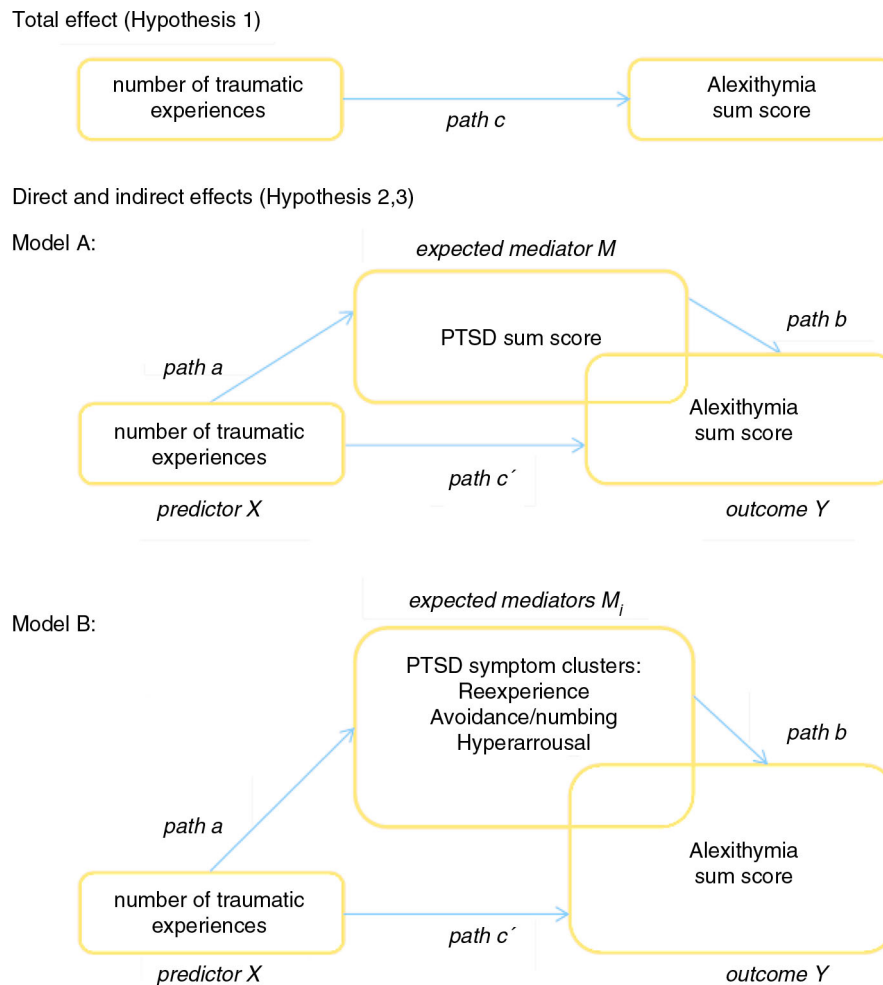 Total effect (Hypothesis 1)
number of traumatic
experiences
path c
Alexithymia
sum score
Direct and indirect effects (Hypothesis 2,3)
Model A:
expected mediator M
PTSD sum score
path b
path a
number of traumatic
experiences
Alexithymia
sum score
path c´
predictor X
outcome Y
Model B:
expected mediators Mi
PTSD symptom clusters:
Reexperience
Avoidance/numbing
Hyperarrousal
path b
path a
number of traumatic
experiences
Alexithymia
sum score
path c´
predictor X
outcome Y